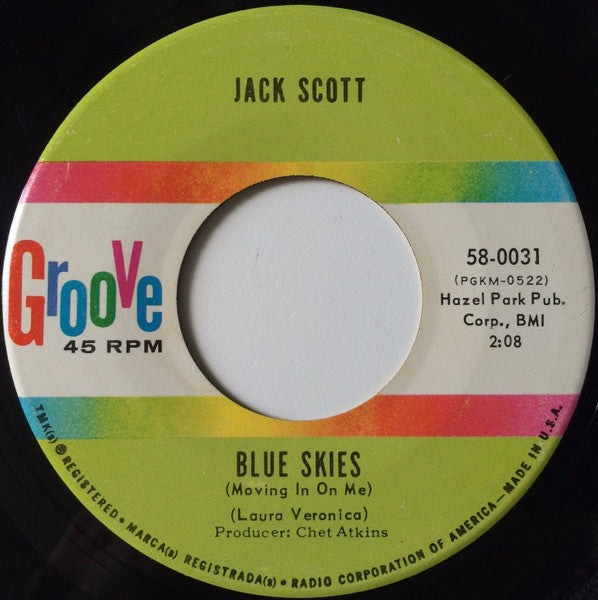 JACK SCOTT
Groove
45 RPM
58-0031
(PGKM-0522)
Hazel Park Pub.
Corp., BMI
2:08
BLUE SKIES
(Moving In On Me)
(Laura Veronica)
Producer: Chet Atkins
TMK(s) ® REGISTERED • MARCA(s) REGISTRADA(s) • RADIO CORPORATION OF AMERICA—MADE IN U.S.A.